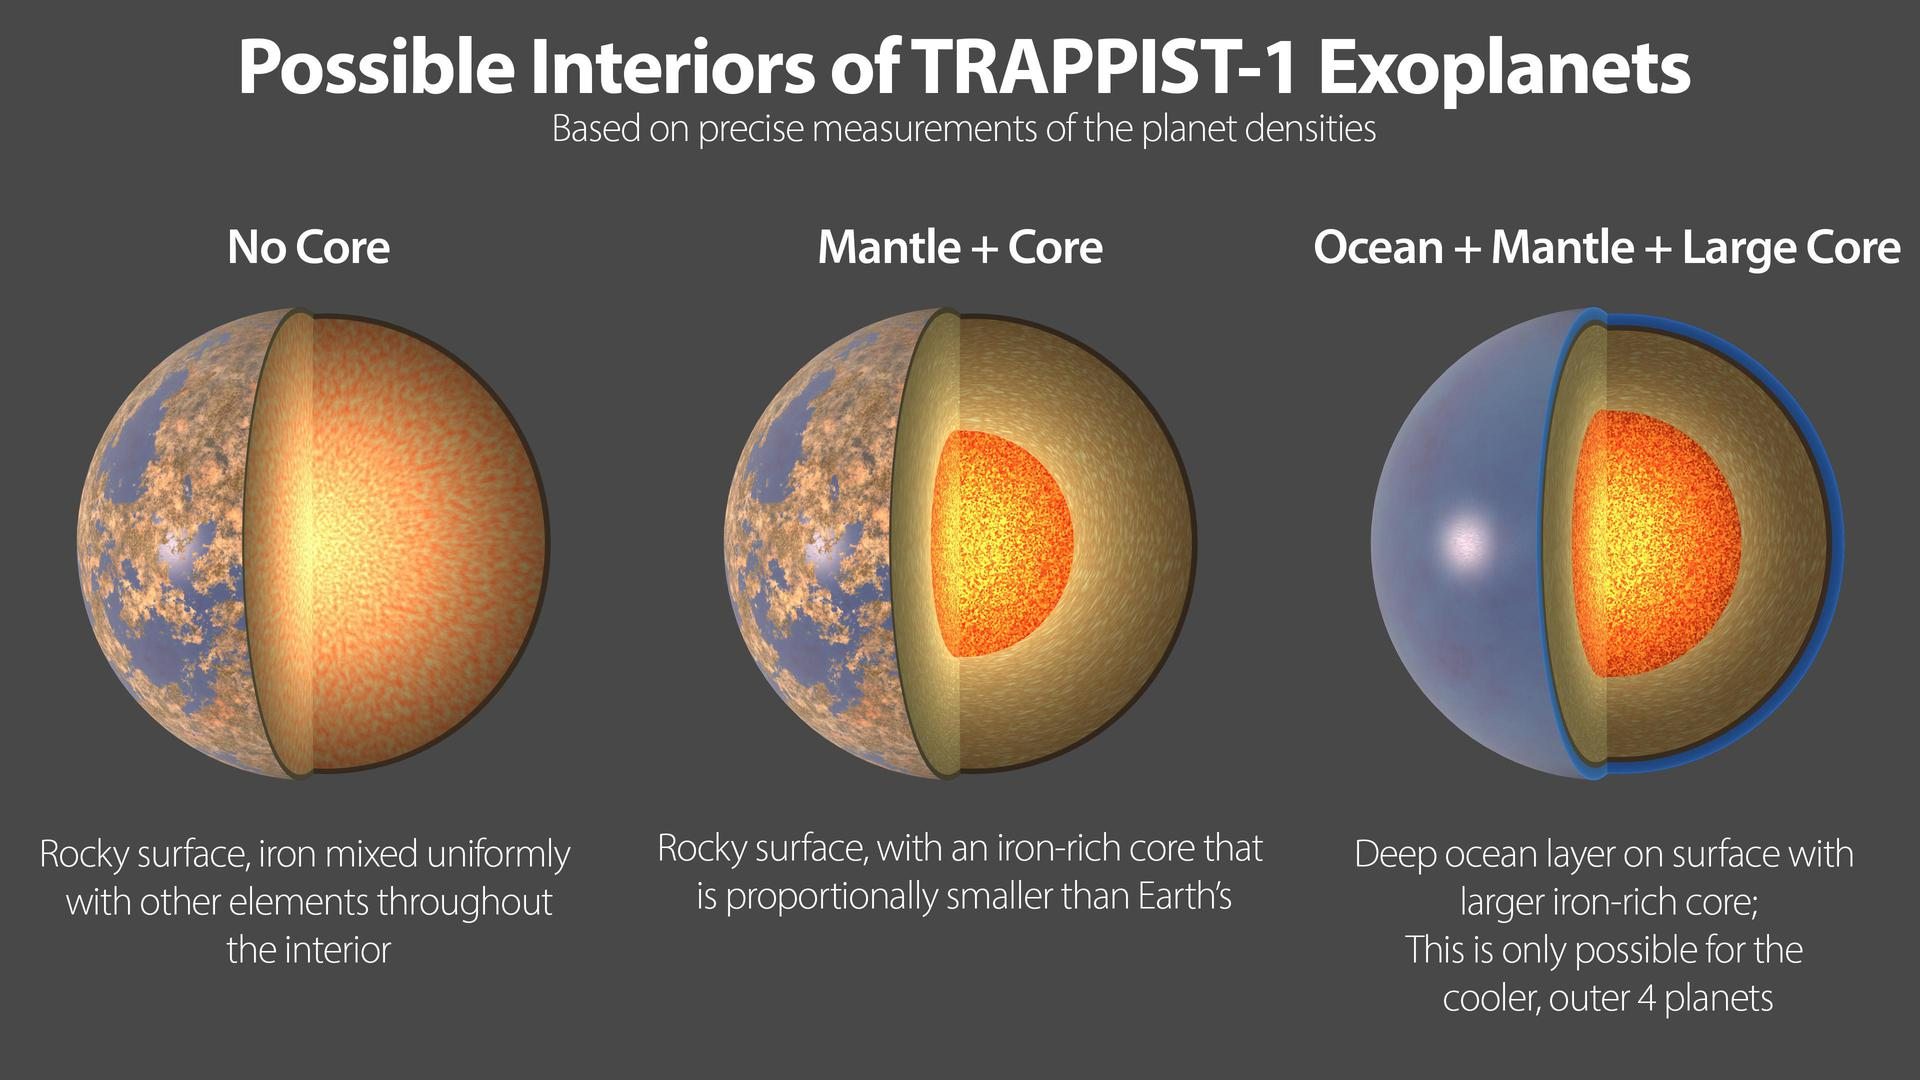 Possible Interiors of TRAPPIST-1 Exoplanets
Based on precise measurements of the planet densities
No Core
Mantle + Core
Ocean + Mantle + Large Core
Rocky surface, iron mixed uniformly
with other elements throughout
the interior
Rocky surface, with an iron-rich core that
is proportionally smaller than Earth’s
Deep ocean layer on surface with
larger iron-rich core;
This is only possible for the
cooler, outer 4 planets